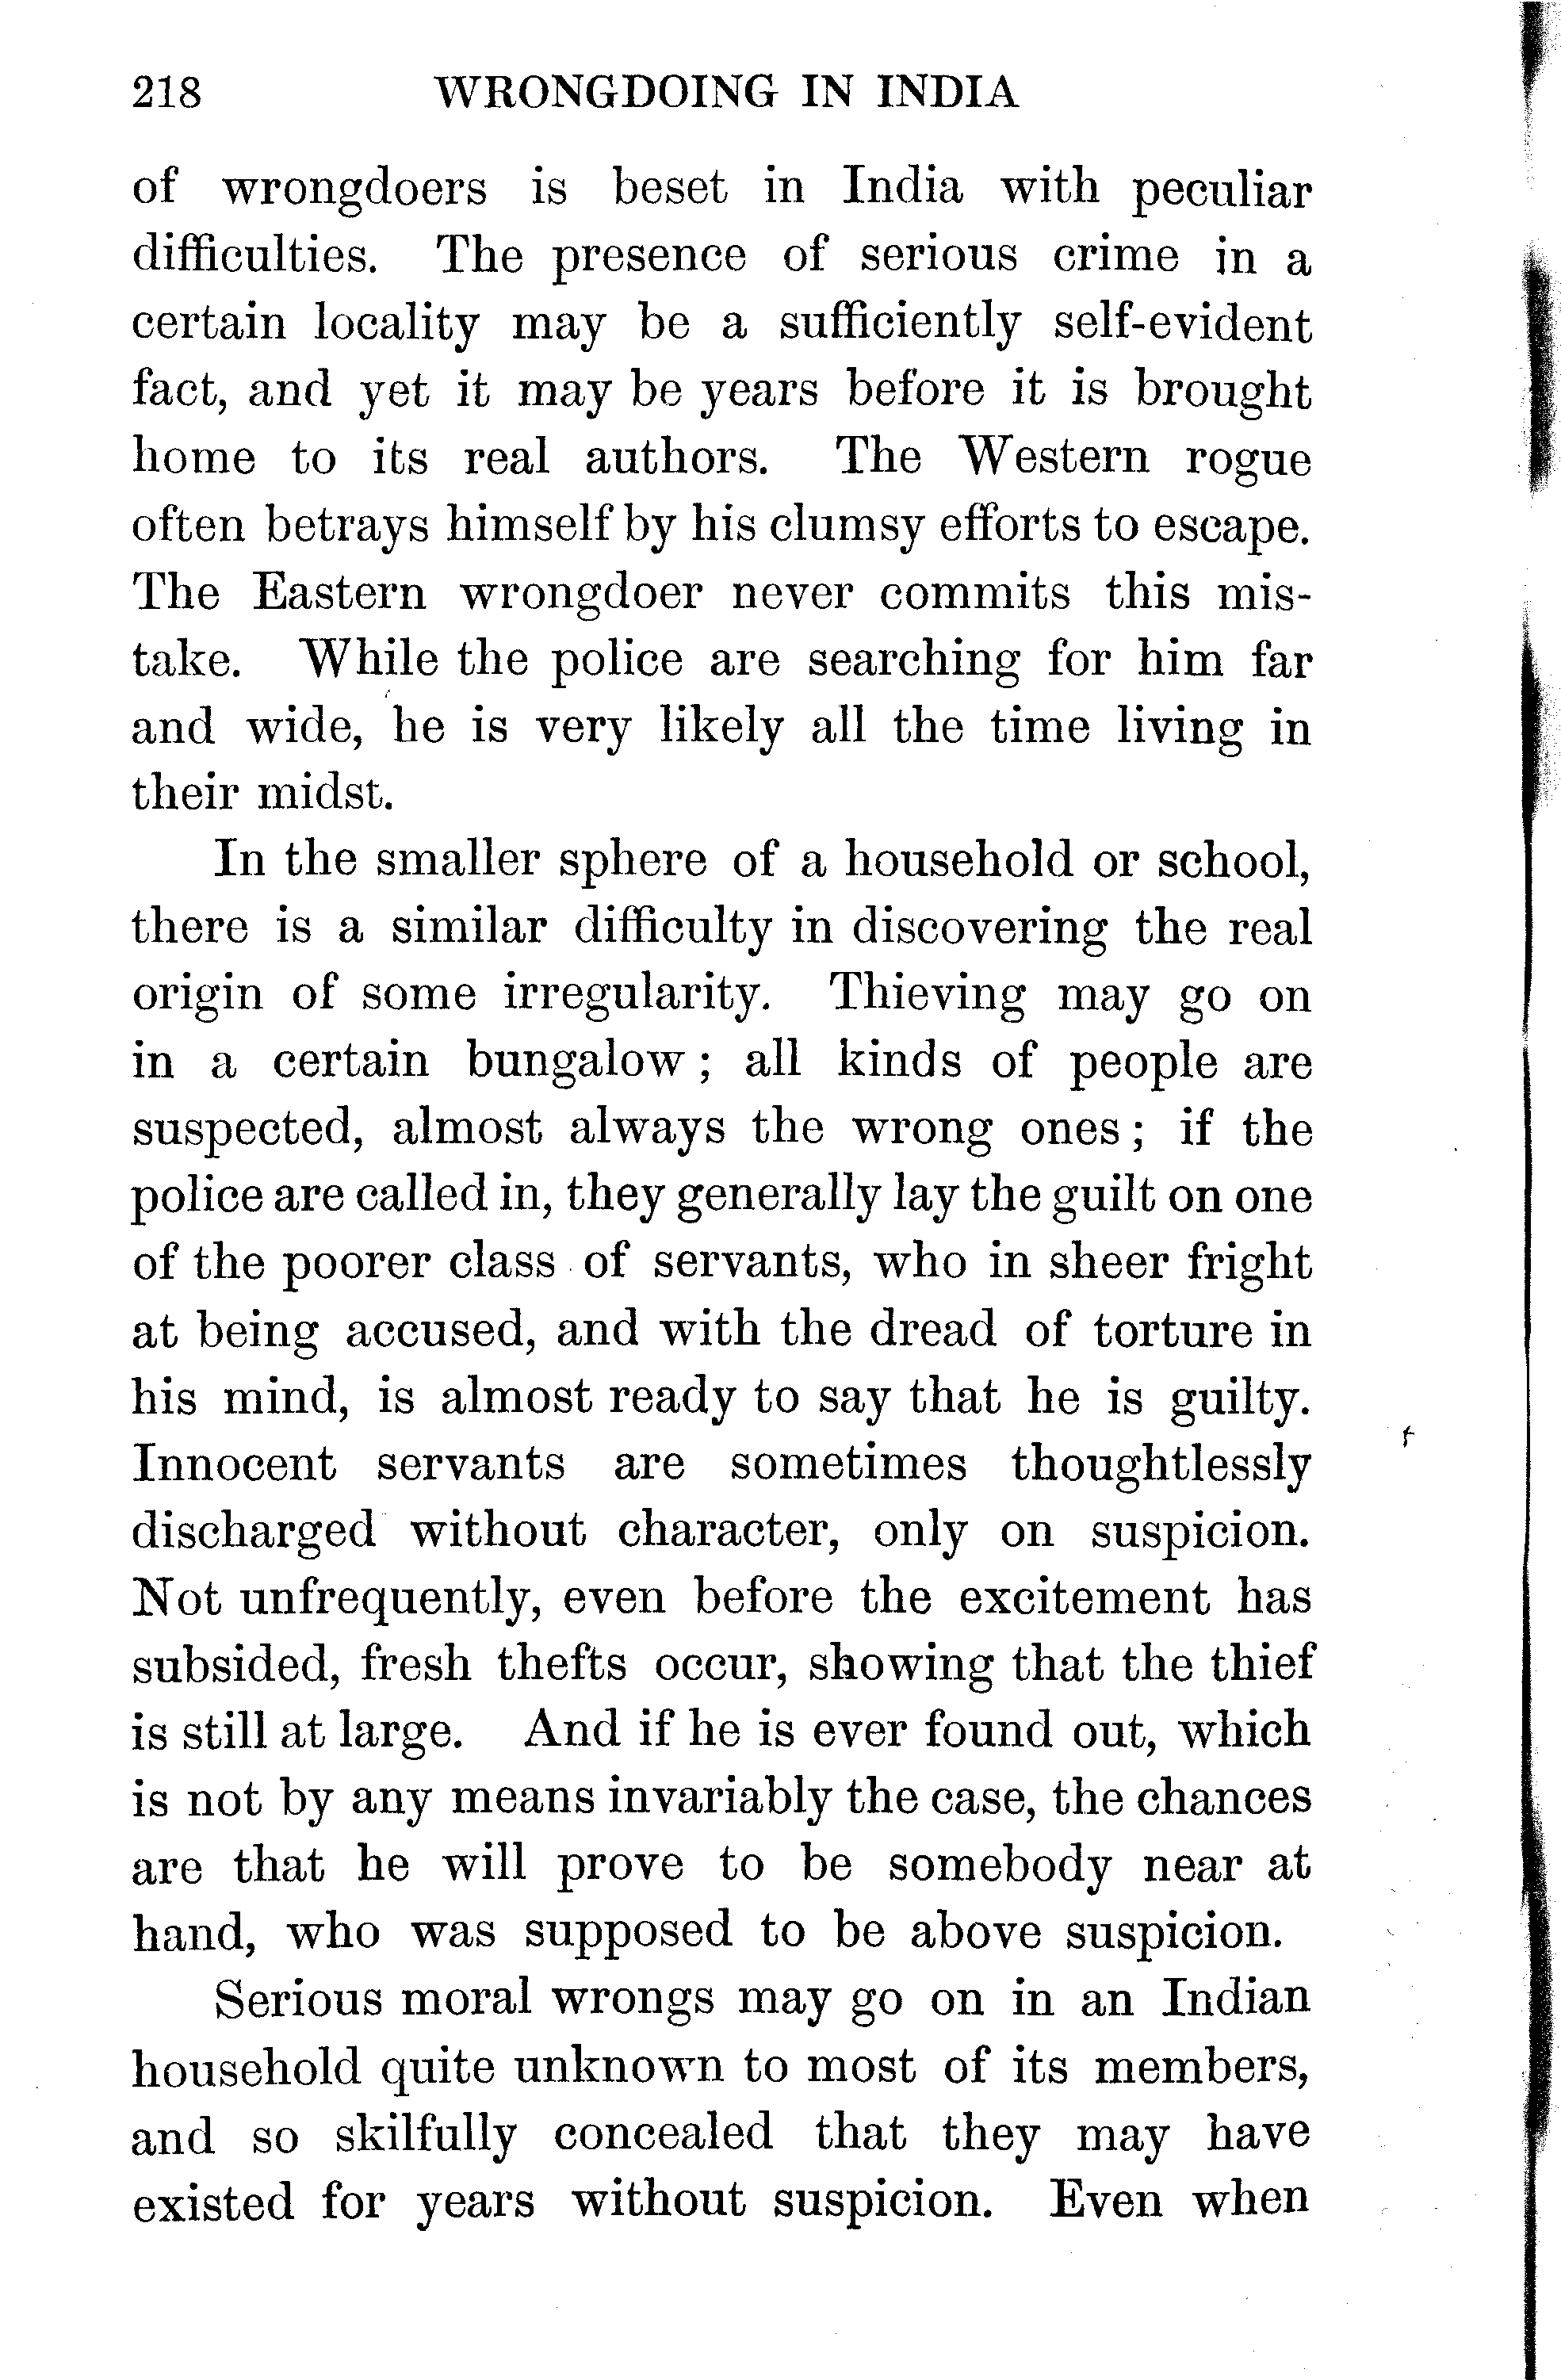 218 WRONGDOING IN INDIA
of wrongdoers is beset in India with peculiar
difficulties. The presence of serious crime in a
certain locality may be a sufficiently self-evident
fact, and yet it may be years before it is brought
home to its real authors. The Western rogue
often betrays himself by his clumsy efforts to escape.
The Eastern wrongdoer never commits this mis-
take. While the police are searching for him far
and wide, he is very likely all the time living in
their midst.
In the smaller sphere of a household or school,
there is a similar difficulty in discovering the real
origin of some irregularity. Thieving may go on
in a certain bungalow; all kinds of people are
suspected, almost always the wrong ones; if the
police are called in, they generally lay the guilt on one
of the poorer class of servants, who in sheer fright
at being accused, and with the dread of torture in
his mind, is almost ready to say that he is guilty.
Innocent servants are sometimes thoughtlessly
discharged without character, only on suspicion.
Not unfrequently, even before the excitement has
subsided, fresh thefts occur, showing that the thief
is still at large. And if he is ever found out, which
is not by any means invariably the case, the chances
are that he will prove to be somebody near at
hand, who was supposed to be above suspicion.
Serious moral wrongs may go on in an Indian
household quite unknown to most of its members,
and so skilfully concealed that they may have
existed for years without suspicion. Even when